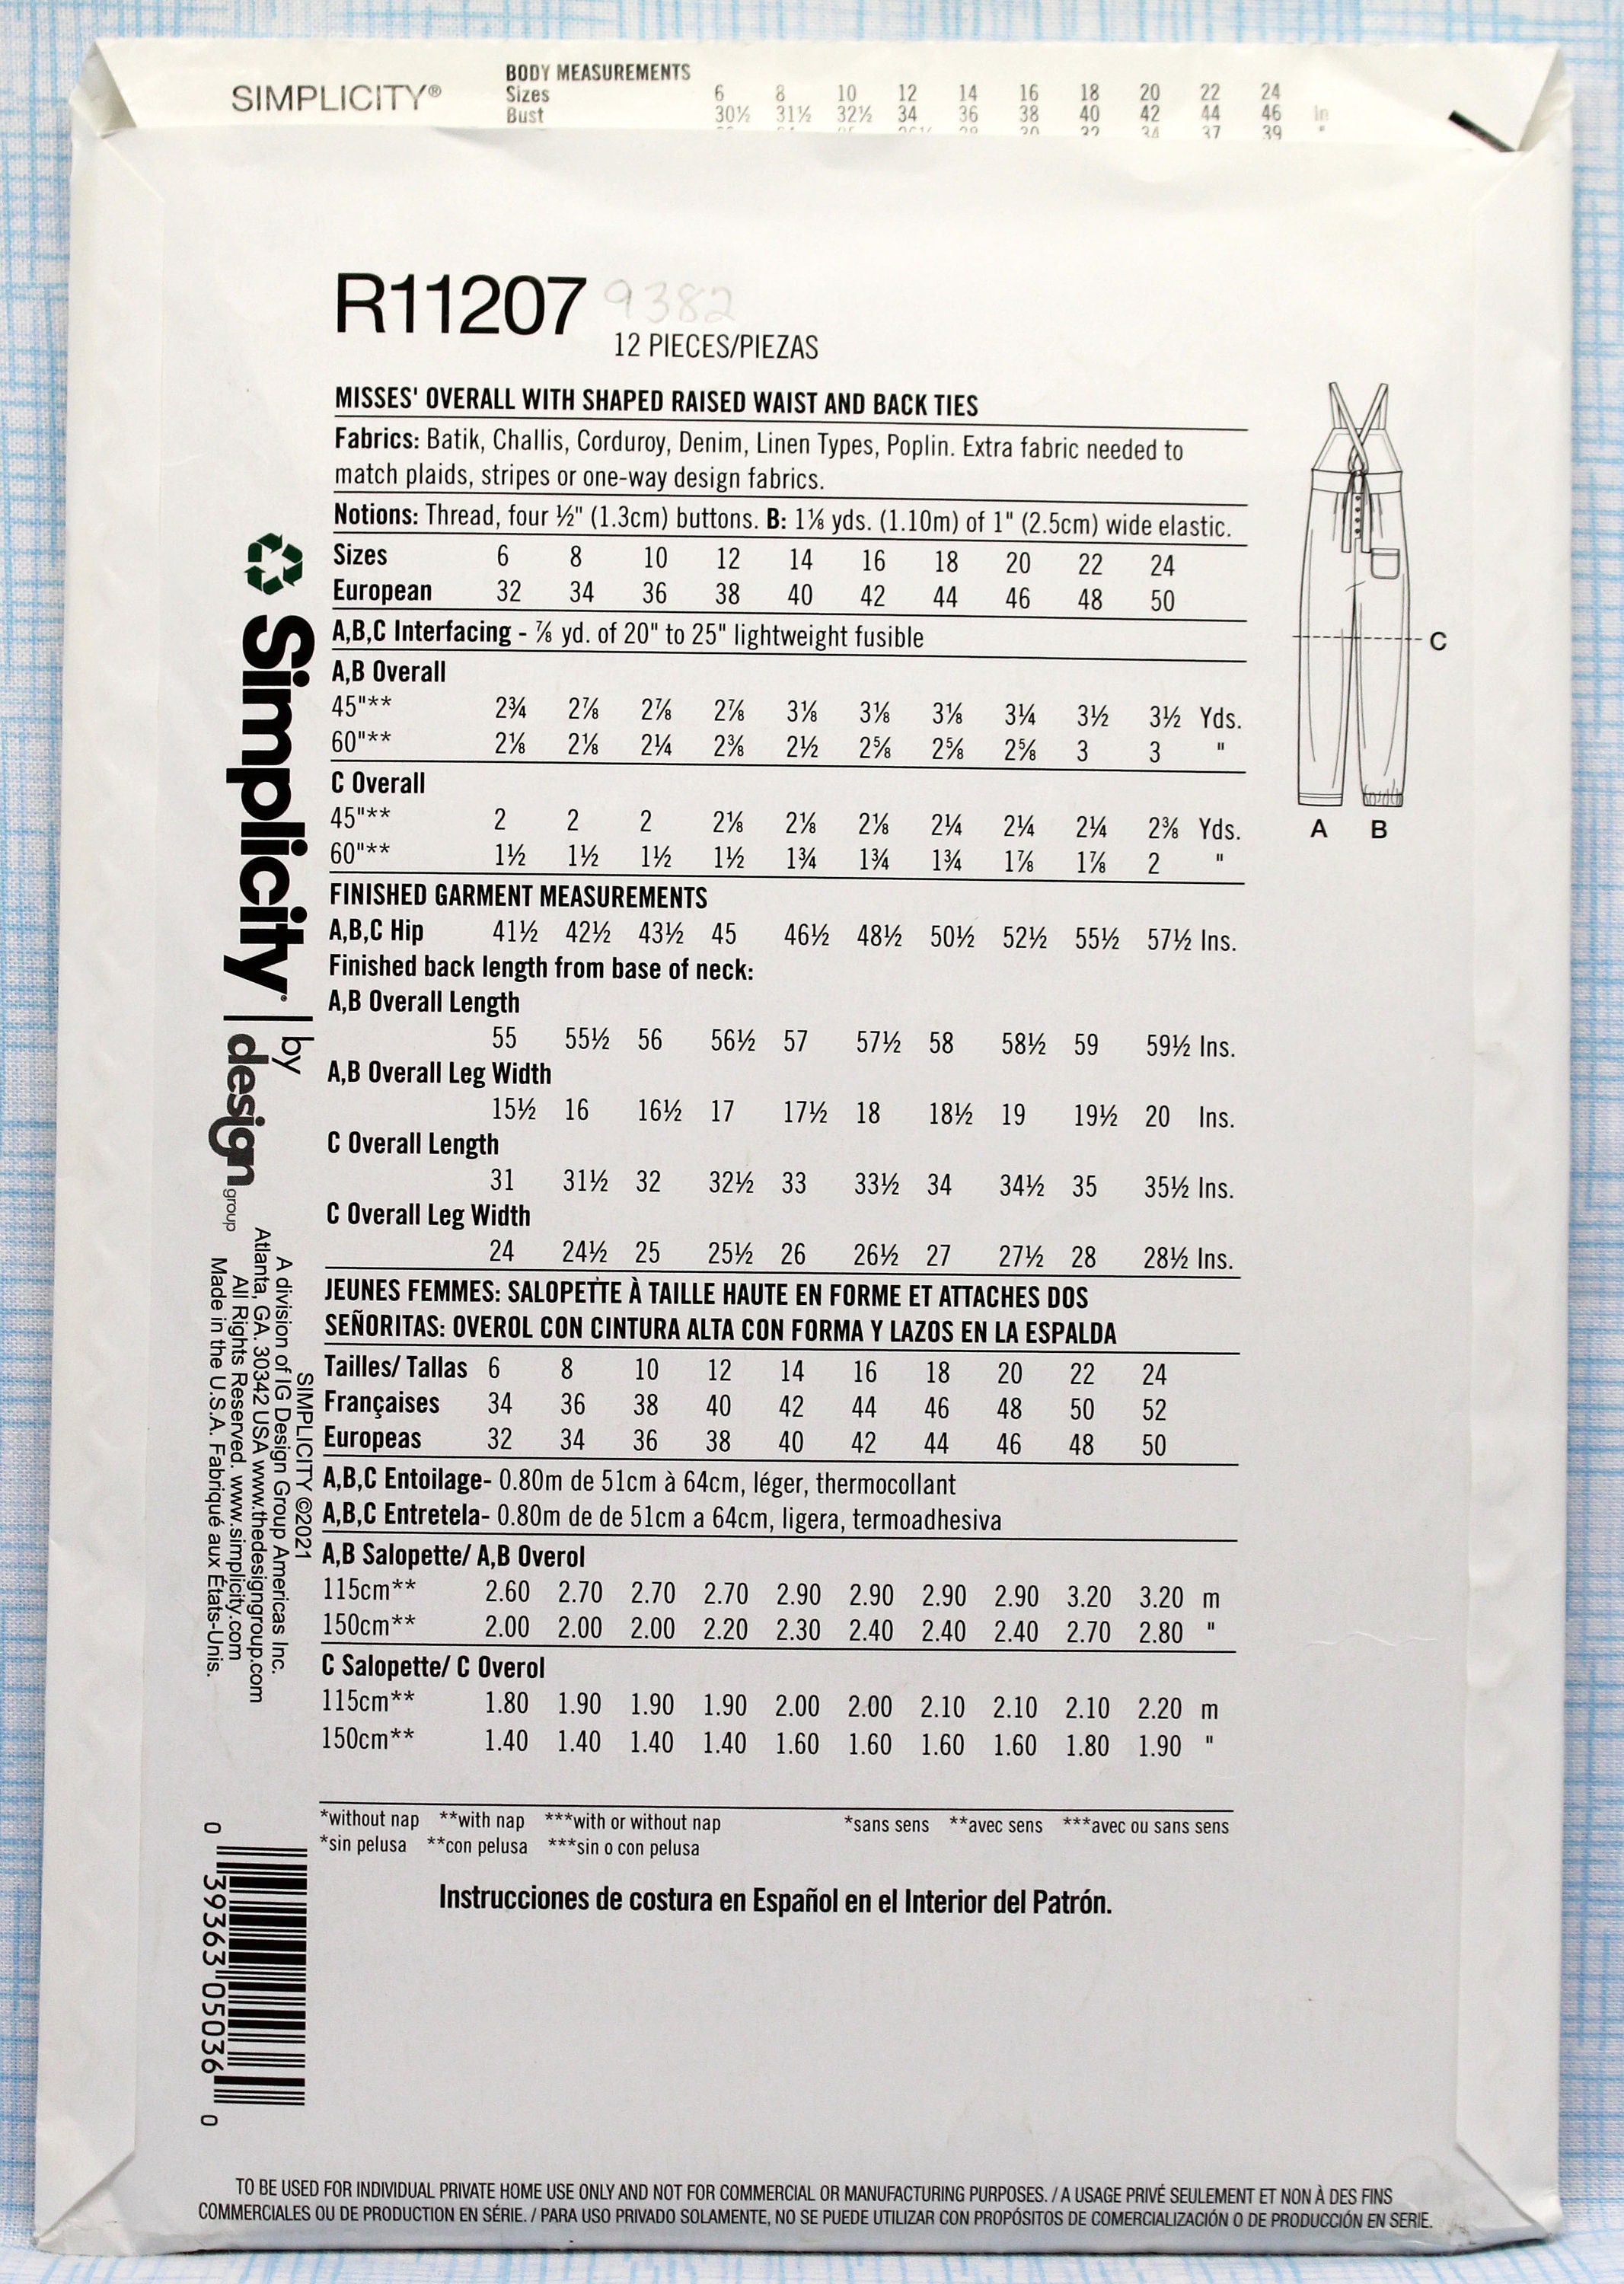 SIMPLICITY®
BODY MEASUREMENTS
Sizes 6 8 10 12 14 16 18 20 22 24
Bust 30½ 31½ 32½ 34 36 38 40 42 44 46 In
R11207 9382
12 PIECES/PIEZAS
MISSES' OVERALL WITH SHAPED RAISED WAIST AND BACK TIES
Fabrics: Batik, Challis, Corduroy, Denim, Linen Types, Poplin. Extra fabric needed to
match plaids, stripes or one-way design fabrics.
Notions: Thread, four ½" (1.3cm) buttons. B: 1⅛ yds. (1.10m) of 1" (2.5cm) wide elastic.
Sizes 6 8 10 12 14 16 18 20 22 24
European 32 34 36 38 40 42 44 46 48 50
A,B,C Interfacing - ⅞ yd. of 20" to 25" lightweight fusible
A,B Overall
45"** 2¾ 2⅞ 2⅞ 2⅞ 3⅛ 3⅛ 3⅛ 3¼ 3½ 3½ Yds.
60"** 2⅛ 2⅛ 2¼ 2⅜ 2½ 2⅝ 2⅝ 2⅝ 3 3 "
C Overall
45"** 2 2 2 2⅛ 2⅛ 2⅛ 2¼ 2¼ 2¼ 2⅜ Yds.
60"** 1½ 1½ 1½ 1½ 1¾ 1¾ 1¾ 1⅞ 1⅞ 2 "
FINISHED GARMENT MEASUREMENTS
A,B,C Hip 41½ 42½ 43½ 45 46½ 48½ 50½ 52½ 55½ 57½ Ins.
Finished back length from base of neck:
A,B Overall Length
55 55½ 56 56½ 57 57½ 58 58½ 59 59½ Ins.
A,B Overall Leg Width
15½ 16 16½ 17 17½ 18 18½ 19 19½ 20 Ins.
C Overall Length
31 31½ 32 32½ 33 33½ 34 34½ 35 35½ Ins.
C Overall Leg Width
24 24½ 25 25½ 26 26½ 27 27½ 28 28½ Ins.
JEUNES FEMMES: SALOPETTE À TAILLE HAUTE EN FORME ET ATTACHES DOS
SEÑORITAS: OVEROL CON CINTURA ALTA CON FORMA Y LAZOS EN LA ESPALDA
Tailles/ Tallas 6 8 10 12 14 16 18 20 22 24
Françaises 34 36 38 40 42 44 46 48 50 52
Europeas 32 34 36 38 40 42 44 46 48 50
A,B,C Entoilage- 0.80m de 51cm à 64cm, léger, thermocollant
A,B,C Entretela- 0.80m de de 51cm a 64cm, ligera, termoadhesiva
A,B Salopette/ A,B Overol
115cm** 2.60 2.70 2.70 2.70 2.90 2.90 2.90 2.90 3.20 3.20 m
150cm** 2.00 2.00 2.00 2.20 2.30 2.40 2.40 2.40 2.70 2.80 "
C Salopette/ C Overol
115cm** 1.80 1.90 1.90 1.90 2.00 2.00 2.10 2.10 2.10 2.20 m
150cm** 1.40 1.40 1.40 1.40 1.60 1.60 1.60 1.60 1.80 1.90 "
*without nap **with nap ***with or without nap *sans sens **avec sens ***avec ou sans sens
*sin pelusa **con pelusa ***sin o con pelusa
Instrucciones de costura en Español en el Interior del Patrón.
C
A B
Simplicity® | by design group
SIMPLICITY ©2021
A division of IG Design Group Americas Inc.
Atlanta, GA. 30342 USA www.thedesigngroup.com
All Rights Reserved. www.simplicity.com
Made in the U.S.A. Fabriqué aux États-Unis.
0 39363 05036 0
TO BE USED FOR INDIVIDUAL PRIVATE HOME USE ONLY AND NOT FOR COMMERCIAL OR MANUFACTURING PURPOSES. / A USAGE PRIVÉ SEULEMENT ET NON À DES FINS
COMMERCIALES OU DE PRODUCTION EN SÉRIE. / PARA USO PRIVADO SOLAMENTE, NO SE PUEDE UTILIZAR CON PROPÓSITOS DE COMERCIALIZACIÓN O DE PRODUCCIÓN EN SERIE.